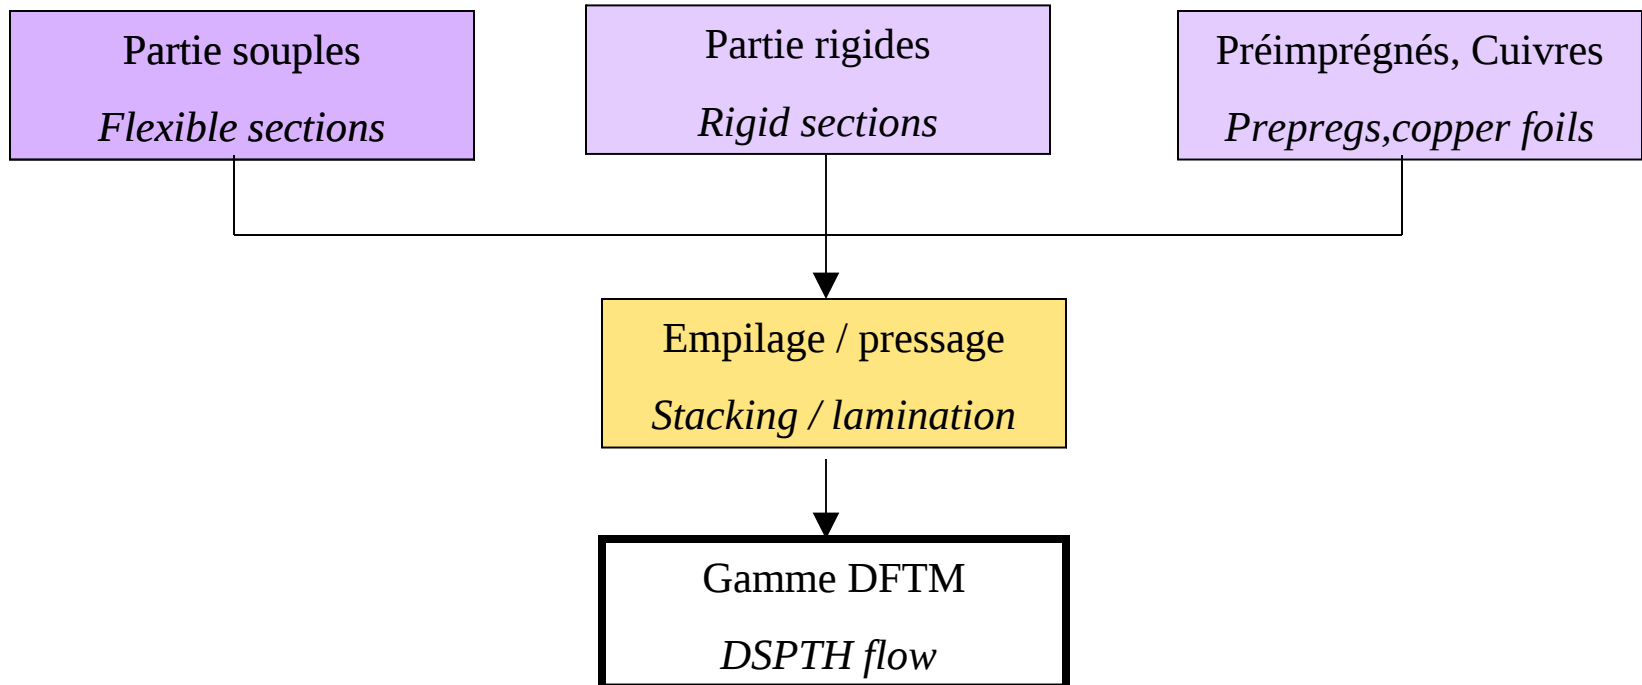 Partie souples
Flexible sections
Partie rigides
Rigid sections
Préimprégnés, Cuivres
Prepregs,copper foils
Empilage / pressage
Stacking / lamination
Gamme DFTM
DSPTH flow